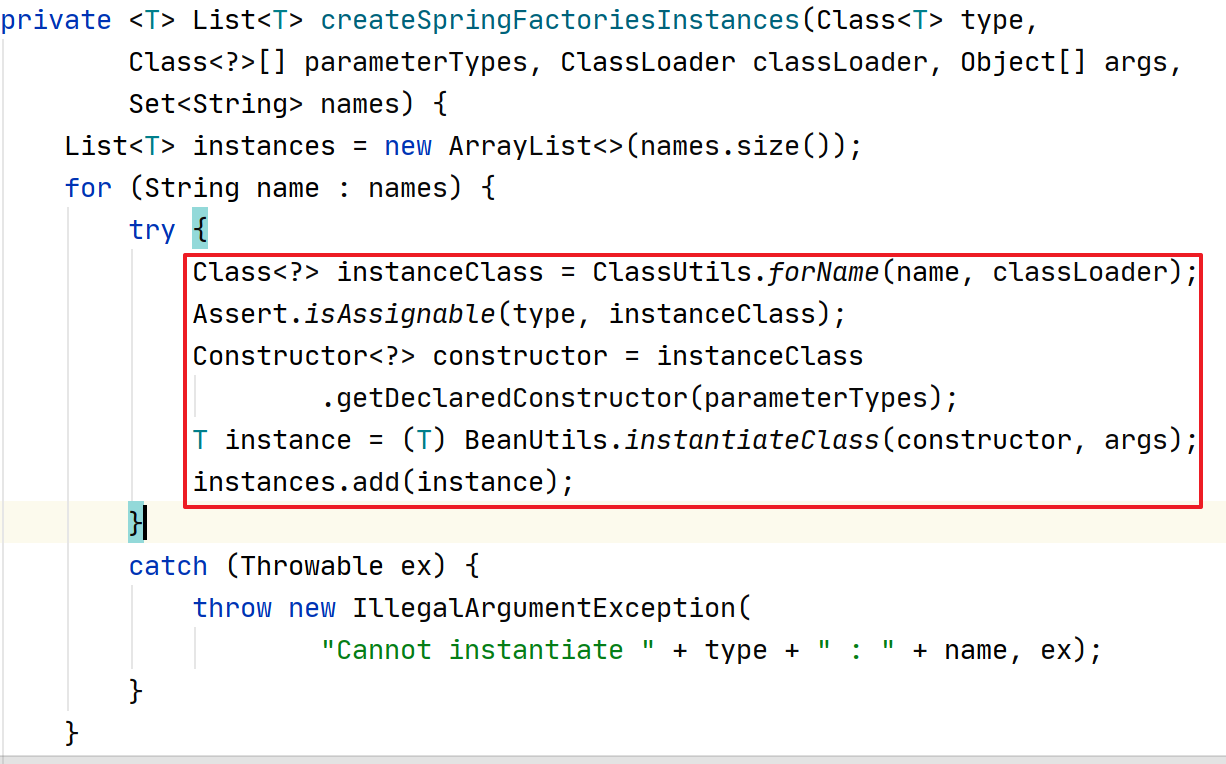 private <T> List<T> createSpringFactoriesInstances(Class<T> type,
Class<?>[] parameterTypes, ClassLoader classLoader, Object[] args,
Set<String> names) {
List<T> instances = new ArrayList<>(names.size());
for (String name : names) {
try {
Class<?> instanceClass = ClassUtils.forName(name, classLoader);
Assert.isAssignable(type, instanceClass);
Constructor<?> constructor = instanceClass
.getDeclaredConstructor(parameterTypes);
T instance = (T) BeanUtils.instantiateClass(constructor, args);
instances.add(instance);
}
catch (Throwable ex) {
throw new IllegalArgumentException(
"Cannot instantiate " + type + " : " + name, ex);
}
}